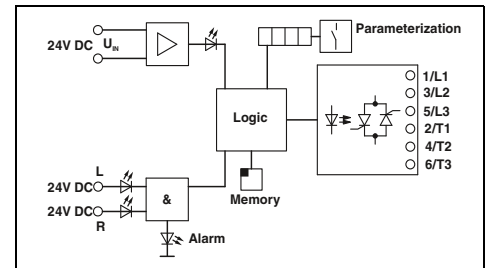 Parameterization
24V DC U_IN
1/L1
3/L2
5/L3
2/T1
4/T2
6/T3
Logic
L
24V DC
24V DC
R
&
Memory
Alarm